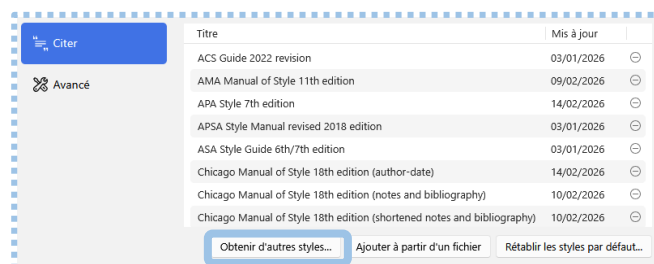 Citer
Avancé
Titre Mis à jour
ACS Guide 2022 revision 03/01/2026
AMA Manual of Style 11th edition 09/02/2026
APA Style 7th edition 14/02/2026
APSA Style Manual revised 2018 edition 03/01/2026
ASA Style Guide 6th/7th edition 03/01/2026
Chicago Manual of Style 18th edition (author-date) 14/02/2026
Chicago Manual of Style 18th edition (notes and bibliography) 10/02/2026
Chicago Manual of Style 18th edition (shortened notes and bibliography) 10/02/2026
Obtenir d'autres styles... Ajouter à partir d'un fichier Rétablir les styles par défaut...